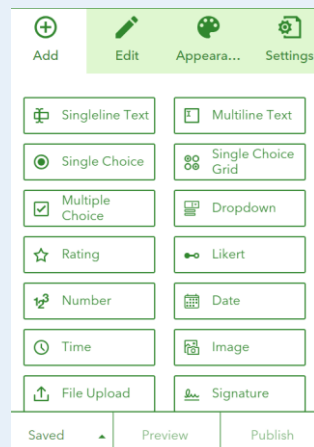 Add Edit Appeara... Settings
Singleline Text Multiline Text
Single Choice Single Choice Grid
Multiple Choice Dropdown
Rating Likert
Number Date
Time Image
File Upload Signature
Saved Preview Publish